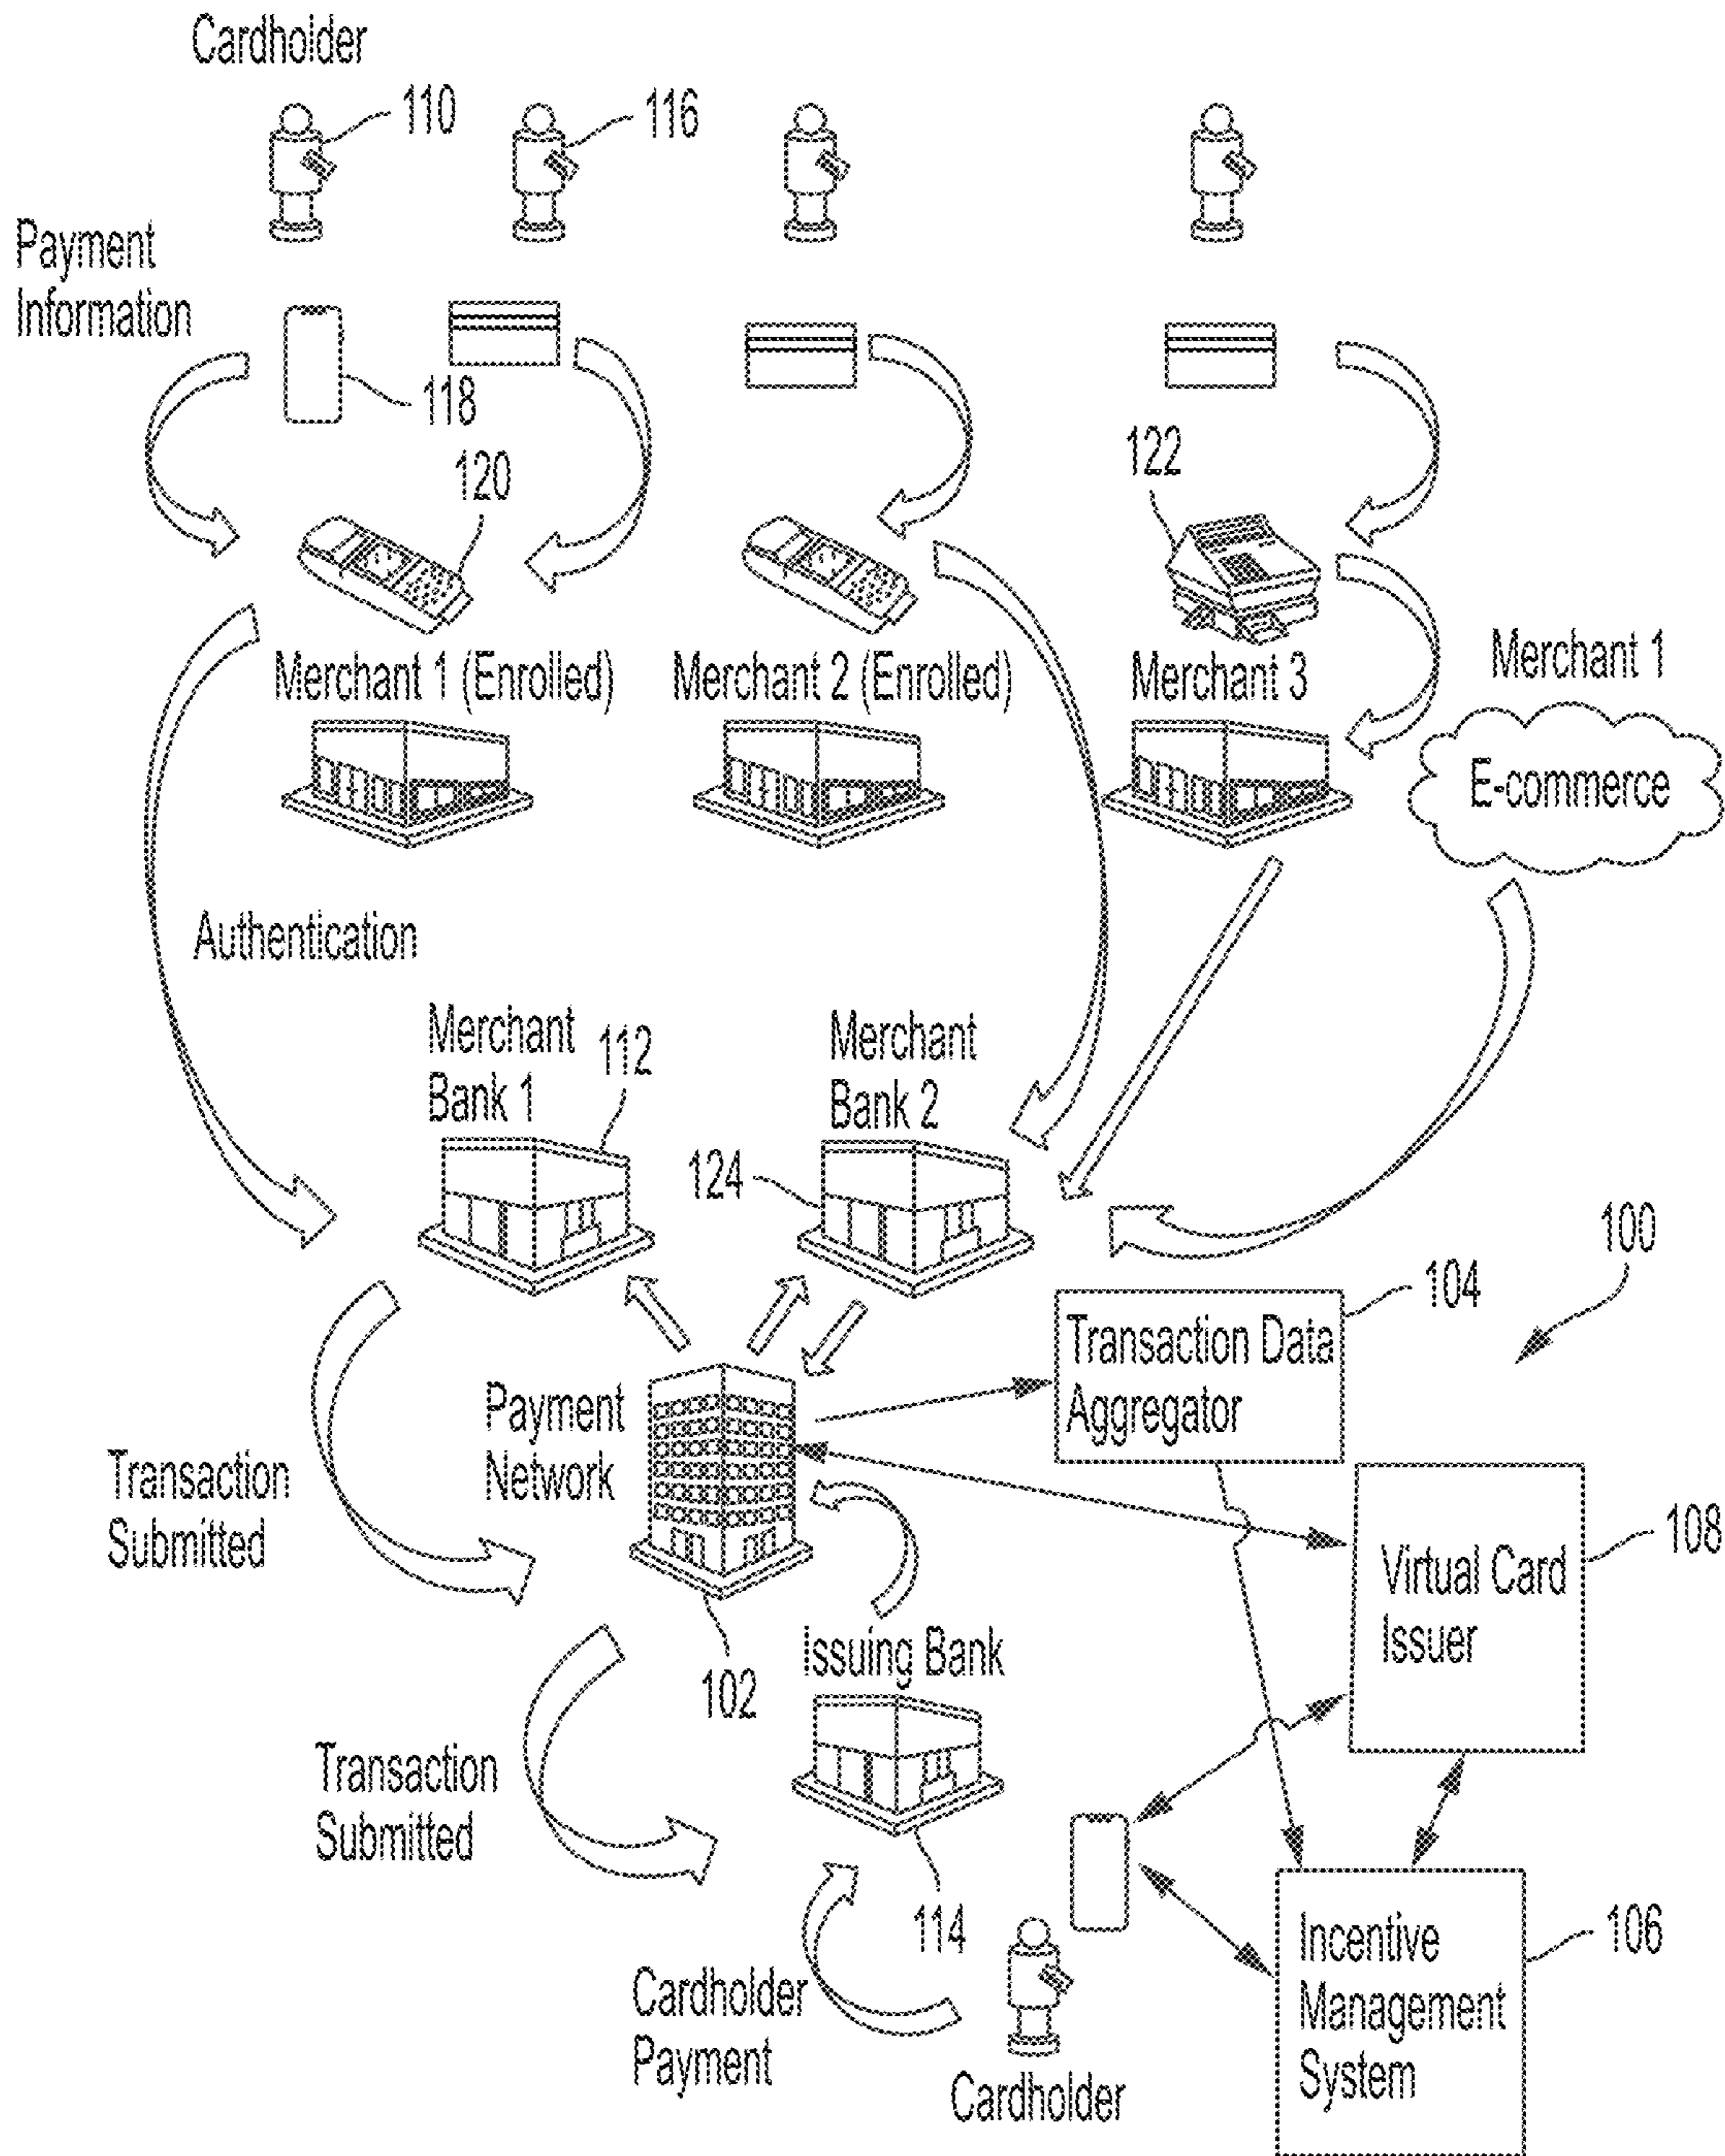 Cardholder
110
116
Payment
Information
118
120
122
Merchant 1 (Enrolled)
Merchant 2 (Enrolled)
Merchant 3
Merchant 1
E-commerce
Authentication
Merchant
Bank 1
112
Merchant
Bank 2
124
100
104
Transaction Data
Aggregator
Payment
Network
Transaction
Submitted
108
Virtual Card
Issuer
102
Issuing Bank
Transaction
Submitted
114
106
Incentive
Management
System
Cardholder
Payment
Cardholder